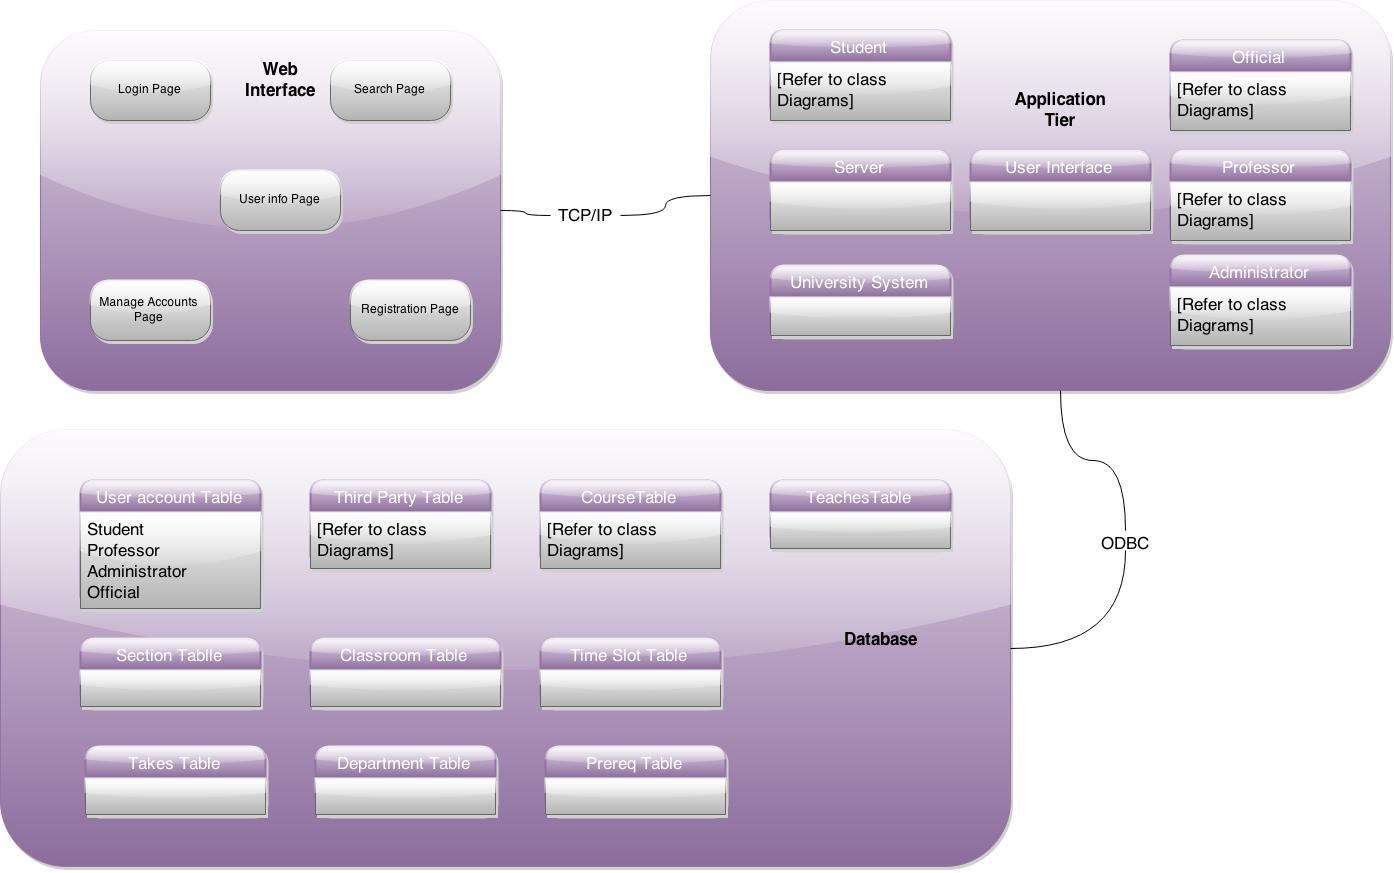 Web
Interface
Login Page
Search Page
User info Page
Manage Accounts
Page
Registration Page
TCP/IP
Application
Tier
Student
[Refer to class
Diagrams]
Official
[Refer to class
Diagrams]
Server
User Interface
Professor
[Refer to class
Diagrams]
University System
Administrator
[Refer to class
Diagrams]
ODBC
Database
User account Table
Student
Professor
Administrator
Official
Third Party Table
[Refer to class
Diagrams]
CourseTable
[Refer to class
Diagrams]
TeachesTable
Section Tablle
Classroom Table
Time Slot Table
Takes Table
Department Table
Prereq Table